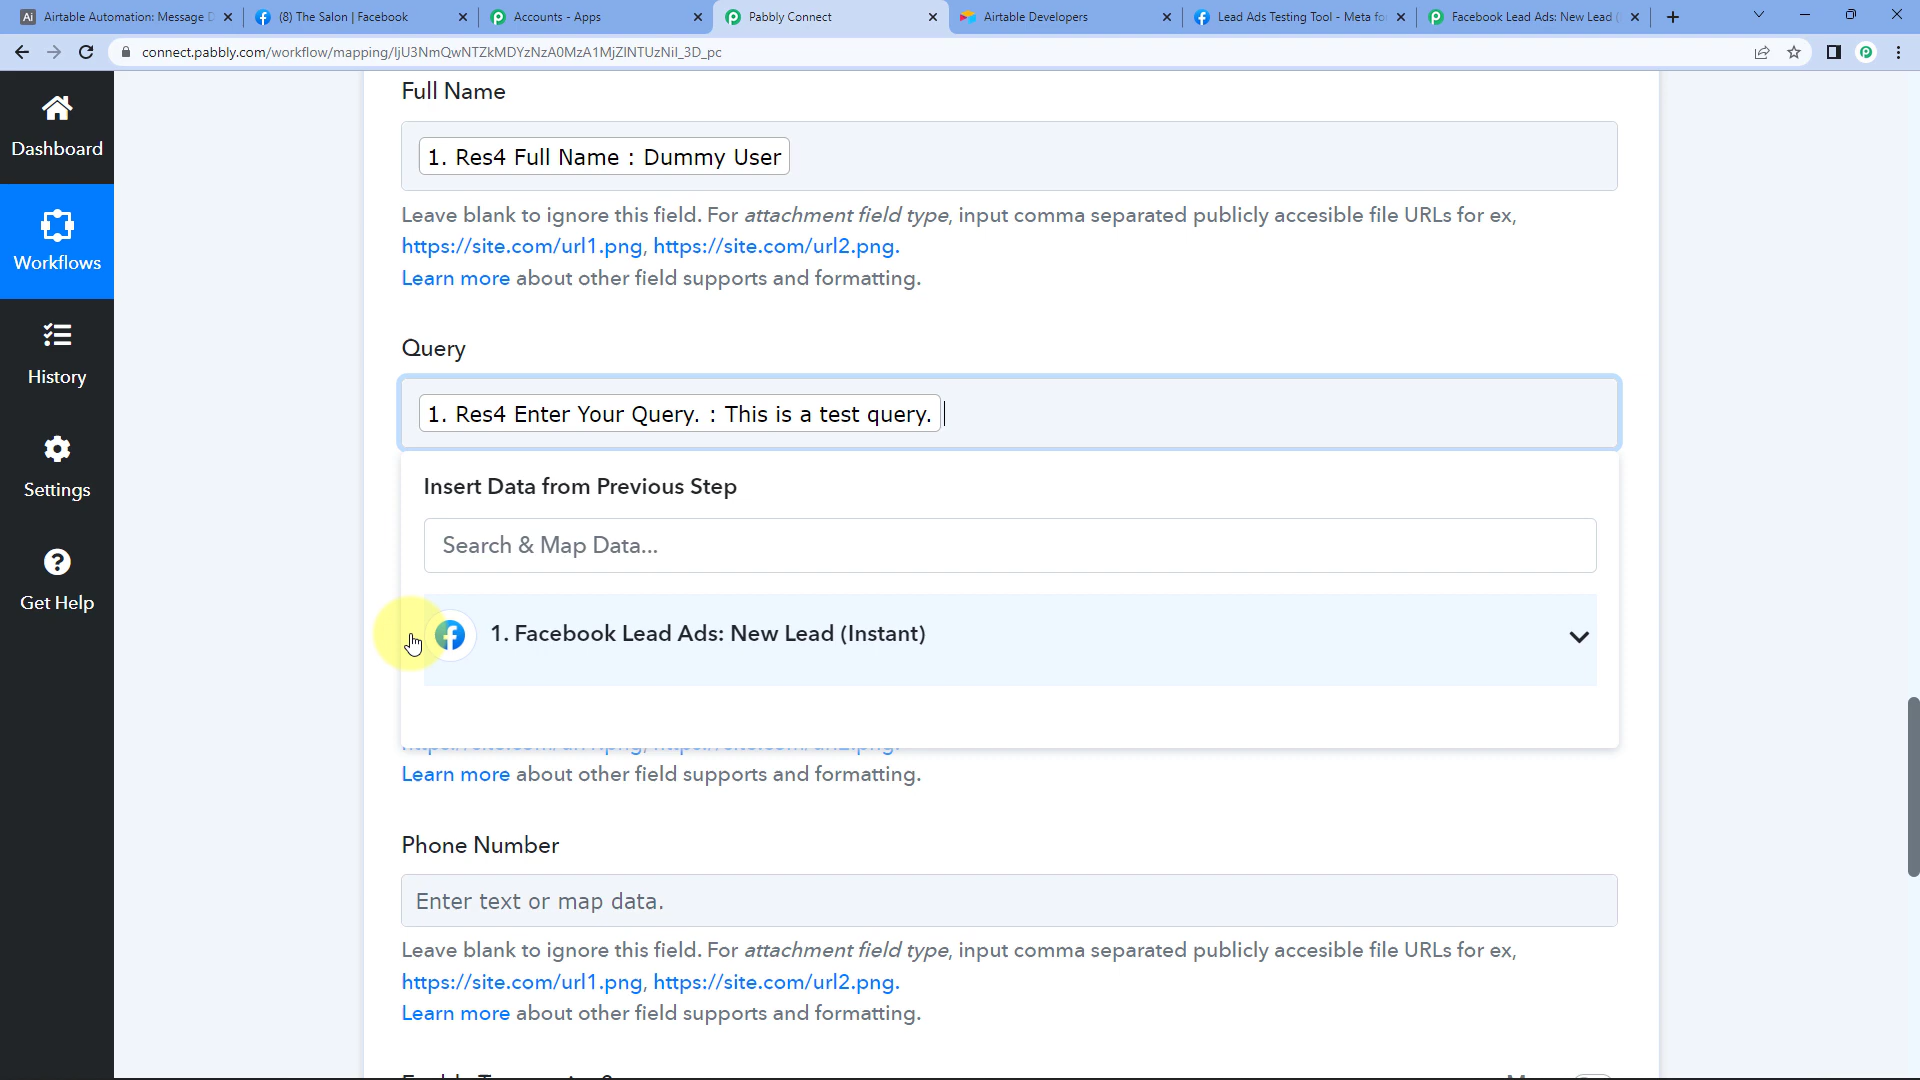 Airtable Automation: Message D
(8) The Salon | Facebook
Accounts - Apps
Pabbly Connect
Airtable Developers
Lead Ads Testing Tool - Meta fo
Facebook Lead Ads: New Lead
connect.pabbly.com/workflow/mapping/IjU3NmQwNTZkMDYzNzA0MzA1MjZlNTUzNiI_3D_pc
Dashboard
Workflows
History
Settings
Get Help
Full Name
1. Res4 Full Name : Dummy User
Leave blank to ignore this field. For attachment field type, input comma separated publicly accesible file URLs for ex,
https://site.com/url1.png, https://site.com/url2.png.
Learn more about other field supports and formatting.
Query
1. Res4 Enter Your Query. : This is a test query.
Insert Data from Previous Step
Search & Map Data...
1. Facebook Lead Ads: New Lead (Instant)
Learn more about other field supports and formatting.
Phone Number
Enter text or map data.
Leave blank to ignore this field. For attachment field type, input comma separated publicly accesible file URLs for ex,
https://site.com/url1.png, https://site.com/url2.png.
Learn more about other field supports and formatting.